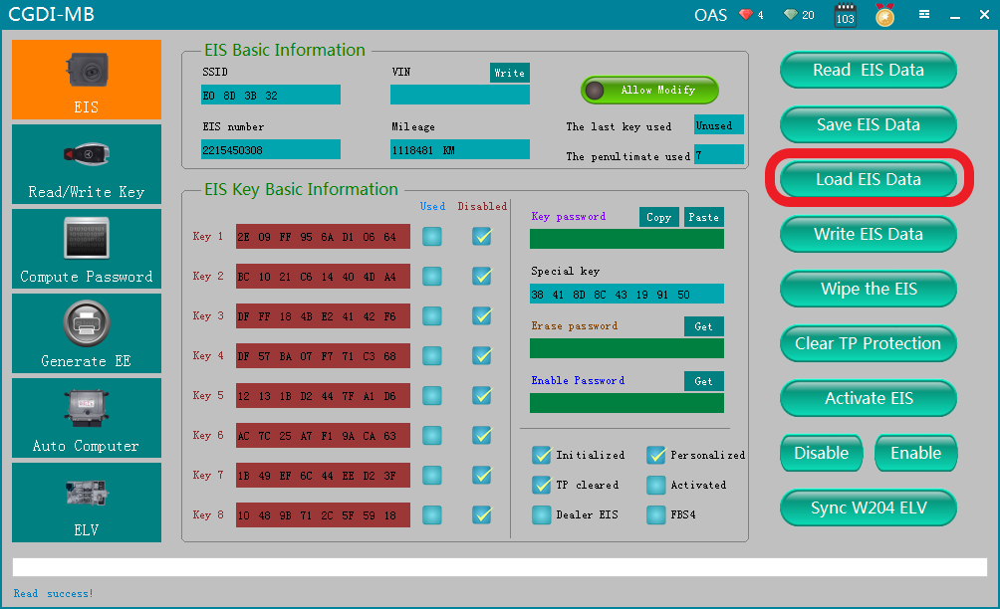 CGDI-MB
OAS 4 20 103
EIS
Read/Write Key
Compute Password
Generate EE
Auto Computer
ELV
EIS Basic Information
SSID
E0 8D 3B 32
VIN
Write
EIS number
2215450308
Mileage
1118481 KM
Allow Modify
The last key used Unused
The penultimate used 7
EIS Key Basic Information
Used Disabled
Key 1 2E 09 FF 95 6A D1 06 64
Key 2 BC 10 21 C6 14 40 4D A4
Key 3 DF FF 18 4B E2 41 42 F6
Key 4 DF 57 BA 07 F7 71 C3 68
Key 5 12 13 1B D2 44 7F A1 D6
Key 6 AC 7C 25 A7 F1 9A CA 63
Key 7 1B 49 EF 6C 44 EE D2 3F
Key 8 10 48 9B 71 2C 5F 59 18
Key password Copy Paste
Special key
38 41 8D 8C 43 19 91 50
Erase password Get
Enable Password Get
Initialized Personalized
TP cleared Activated
Dealer EIS FBS4
Read EIS Data
Save EIS Data
Load EIS Data
Write EIS Data
Wipe the EIS
Clear TP Protection
Activate EIS
Disable Enable
Sync W204 ELV
Read success!